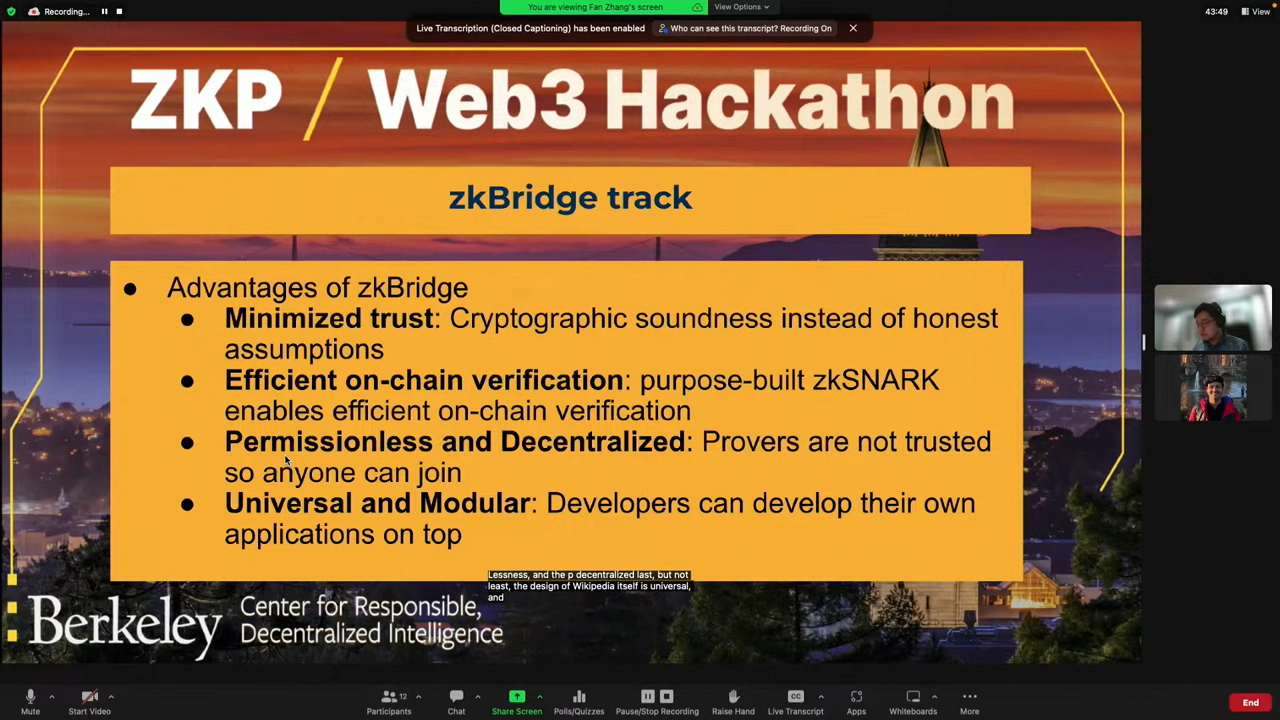 Recording...
You are viewing Fan Zhang's screen
View Options
43:49
View
Live Transcription (Closed Captioning) has been enabled
Who can see this transcript? Recording On
ZKP / Web3 Hackathon
zkBridge track
● Advantages of zkBridge
● Minimized trust: Cryptographic soundness instead of honest
assumptions
● Efficient on-chain verification: purpose-built zkSNARK
enables efficient on-chain verification
● Permissionless and Decentralized: Provers are not trusted
so anyone can join
● Universal and Modular: Developers can develop their own
applications on top
Lessness, and the p decentralized last, but not
least, the design of Wikipedia itself is universal,
and
Berkeley
Center for Responsible,
Decentralized Intelligence
Mute
Start Video
12
Participants
Chat
Share Screen
Polls/Quizzes
Pause/Stop Recording
Raise Hand
CC
Live Transcript
Apps
Whiteboards
More
End